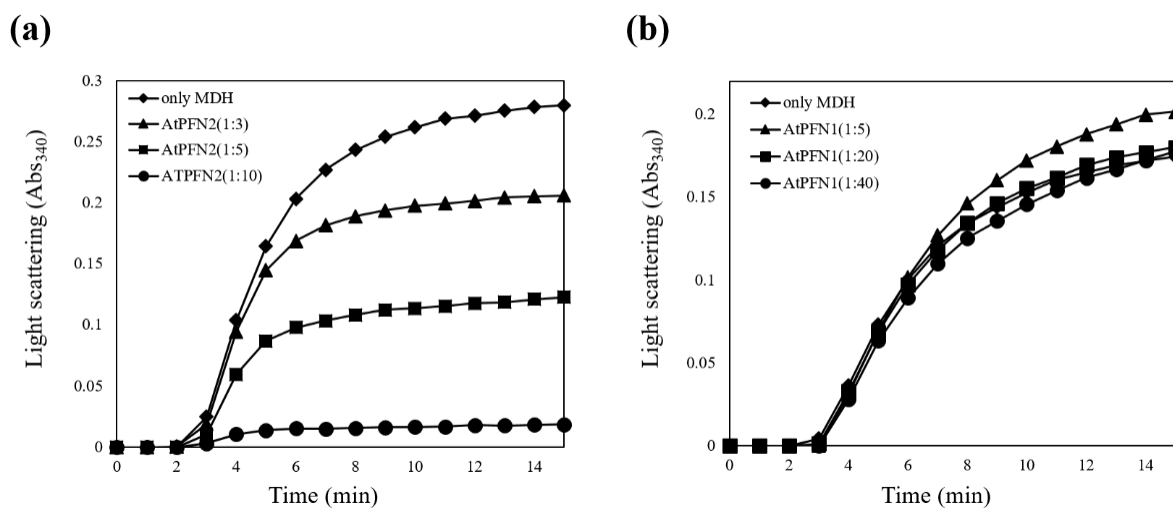 (a)
0.3
0.25
0.2
0.15
0.1
0.05
0
Light scattering (Abs340)
only MDH
AtPFN2(1:3)
AtPFN2(1:5)
ATPFN2(1:10)
0 2 4 6 8 10 12 14
Time (min)
(b)
0.2
0.15
0.1
0.05
0
Light scattering (Abs340)
only MDH
AtPFN1(1:5)
AtPFN1(1:20)
AtPFN1(1:40)
0 2 4 6 8 10 12 14
Time (min)